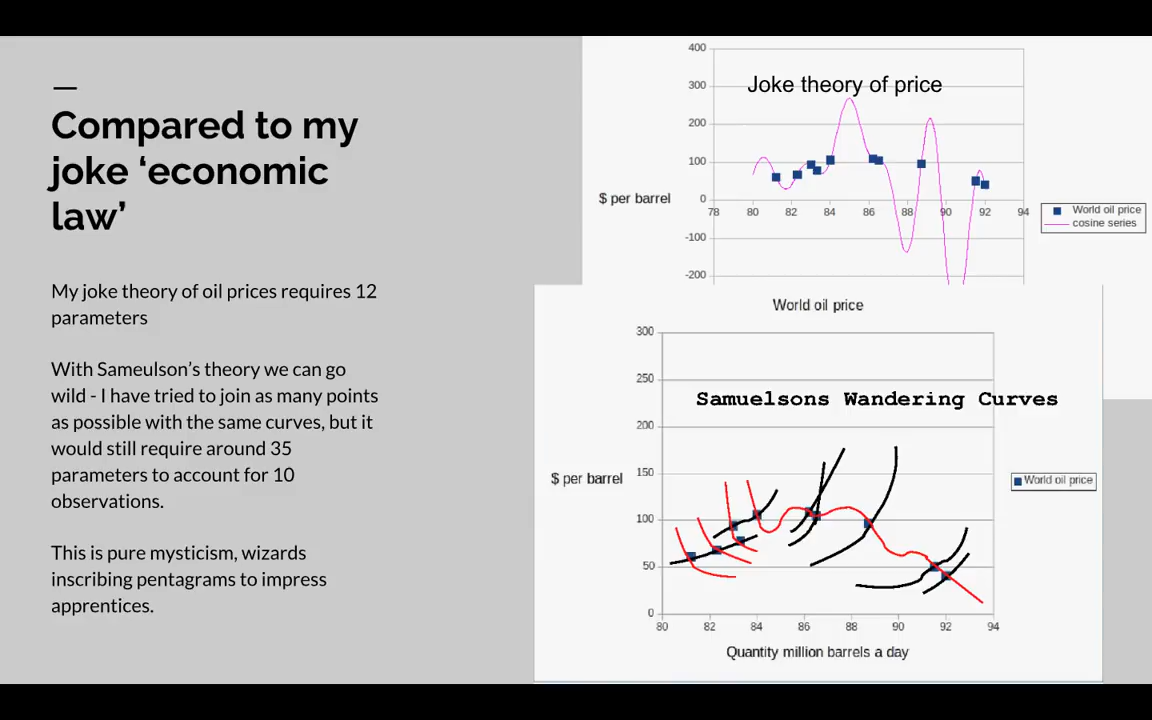 Compared to my
joke ‘economic
law’
My joke theory of oil prices requires 12
parameters
With Sameulson’s theory we can go
wild - I have tried to join as many points
as possible with the same curves, but it
would still require around 35
parameters to account for 10
observations.
This is pure mysticism, wizards
inscribing pentagrams to impress
apprentices.
400
Joke theory of price
300
200
100
0
-100
-200
$ per barrel
78 80 82 84 86 88 90 92 94
World oil price
cosine series
World oil price
300
250
Samuelsons Wandering Curves
200
150
100
50
0
$ per barrel
World oil price
80 82 84 86 88 90 92 94
Quantity million barrels a day